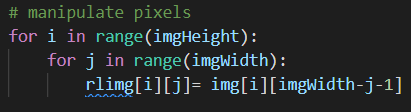 # manipulate pixels
for i in range(imgHeight):
    for j in range(imgWidth):
        rlimg[i][j]= img[i][imgWidth-j-1]